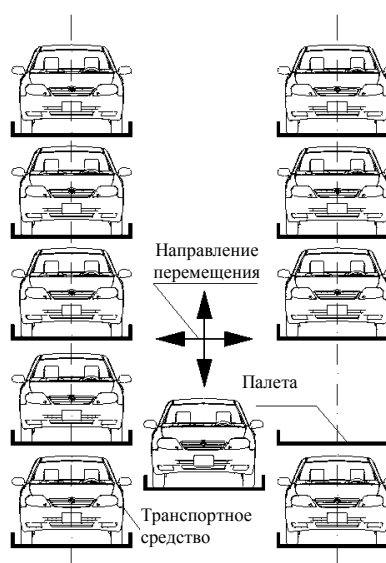 Направление
перемещения
Палета
Транспортное
средство